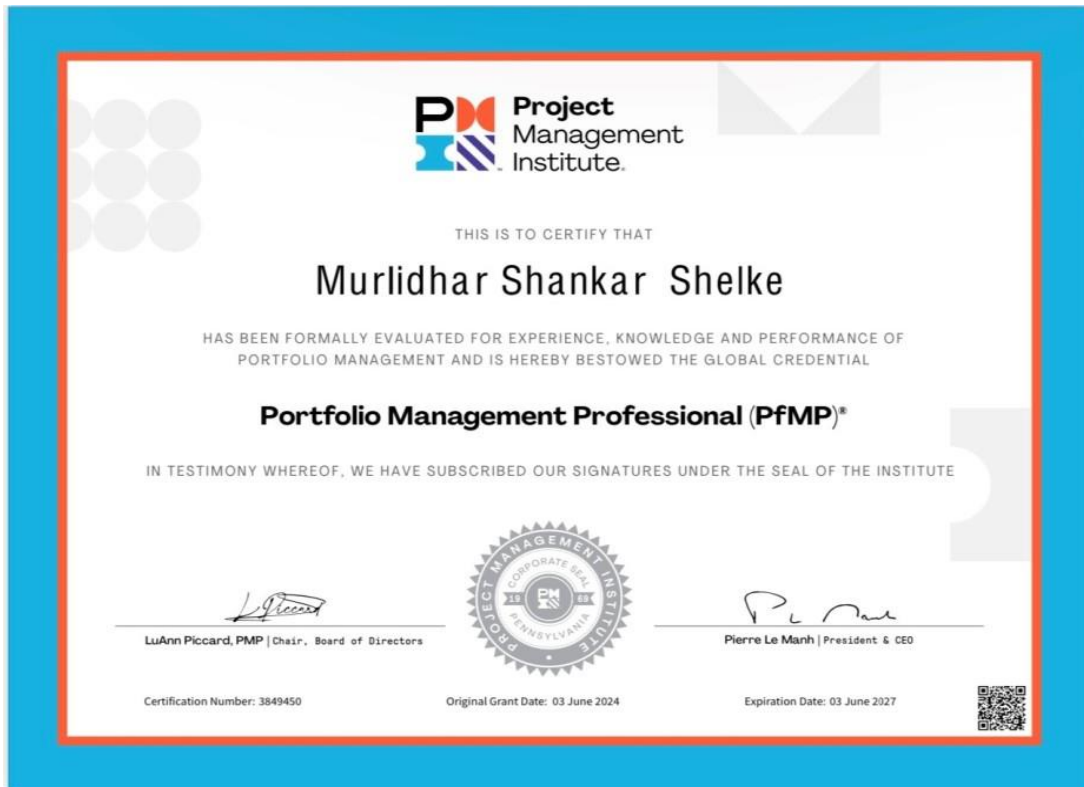 Project
Management
Institute.
THIS IS TO CERTIFY THAT
Murlidhar Shankar Shelke
HAS BEEN FORMALLY EVALUATED FOR EXPERIENCE, KNOWLEDGE AND PERFORMANCE OF
PORTFOLIO MANAGEMENT AND IS HEREBY BESTOWED THE GLOBAL CREDENTIAL
Portfolio Management Professional (PfMP)®
IN TESTIMONY WHEREOF, WE HAVE SUBSCRIBED OUR SIGNATURES UNDER THE SEAL OF THE INSTITUTE
PROJECT MANAGEMENT INSTITUTE
CORPORATE SEAL
19 69
PENNSYLVANIA
LuAnn Piccard, PMP | Chair, Board of Directors
Pierre Le Manh | President & CEO
Certification Number: 3849450
Original Grant Date: 03 June 2024
Expiration Date: 03 June 2027